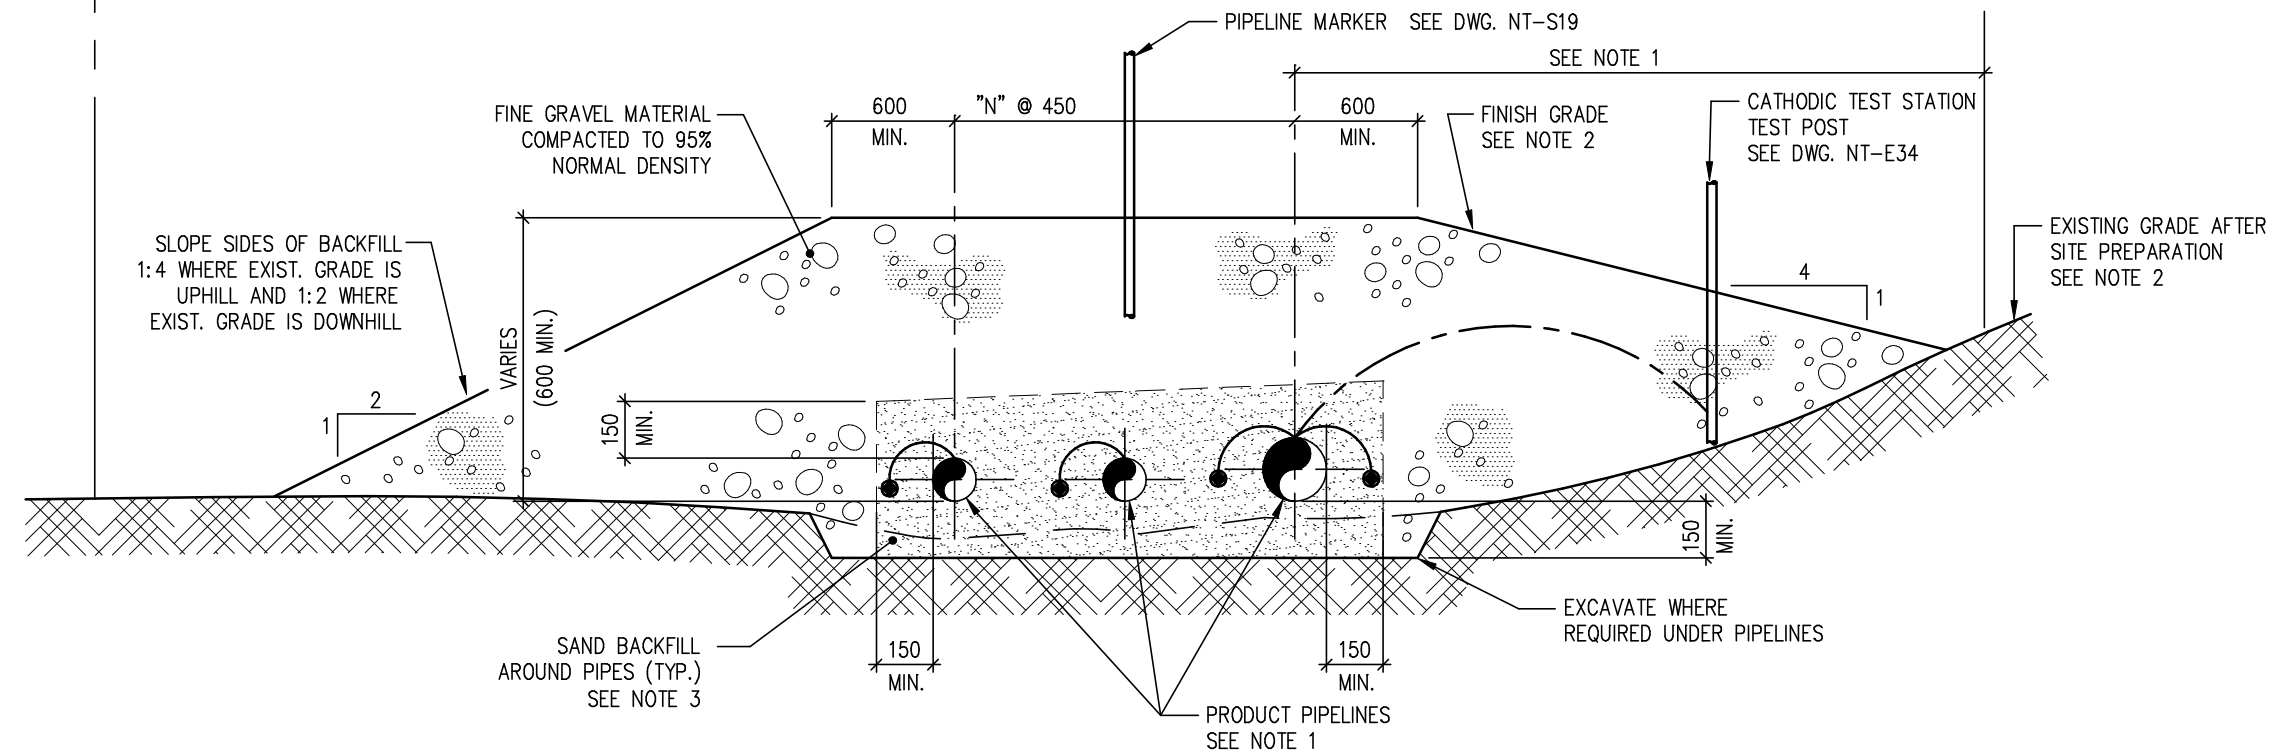 PIPELINE MARKER SEE DWG. NT-S19
SEE NOTE 1
600
MIN.
"N" @ 450
600
MIN.
FINE GRAVEL MATERIAL
COMPACTED TO 95%
NORMAL DENSITY
FINISH GRADE
SEE NOTE 2
CATHODIC TEST STATION
TEST POST
SEE DWG. NT-E34
SLOPE SIDES OF BACKFILL
1:4 WHERE EXIST. GRADE IS
UPHILL AND 1:2 WHERE
EXIST. GRADE IS DOWNHILL
EXISTING GRADE AFTER
SITE PREPARATION
SEE NOTE 2
4
1
VARIES
(600 MIN.)
2
1
150
MIN.
150
MIN.
SAND BACKFILL
AROUND PIPES (TYP.)
SEE NOTE 3
150
MIN.
150
MIN.
EXCAVATE WHERE
REQUIRED UNDER PIPELINES
PRODUCT PIPELINES
SEE NOTE 1